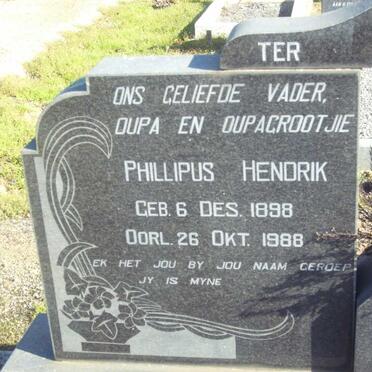 TER
ONS GELIEFDE VADER,
OUPA EN OUPAGROOTJIE
PHILLIPUS HENDRIK
GEB. 6 DES. 1898
OORL. 26 OKT. 1988
EK HET JOU BY JOU NAAM GEROEP
JY IS MYNE